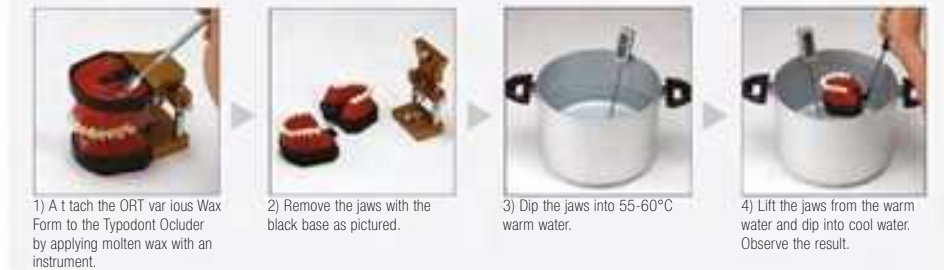 1) A t tach the ORT var ious Wax
Form to the Typodont Ocluder
by applying molten wax with an
instrument.
2) Remove the jaws with the
black base as pictured.
3) Dip the jaws into 55-60°C
warm water.
4) Lift the jaws from the warm
water and dip into cool water.
Observe the result.